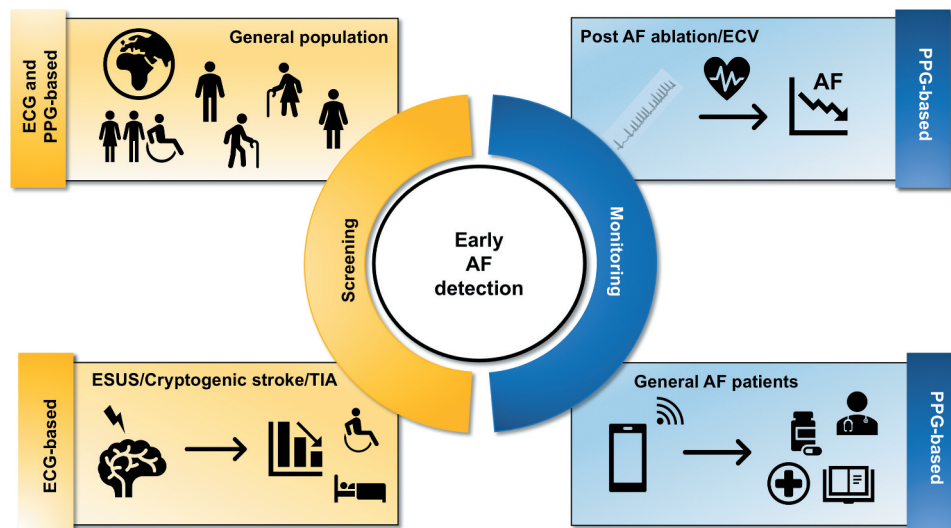 ECG and
PPG-based
General population
Post AF ablation/ECV
AF
PPG-based
Screening
Early
AF
detection
Monitoring
ECG-based
ESUS/Cryptogenic stroke/TIA
General AF patients
PPG-based